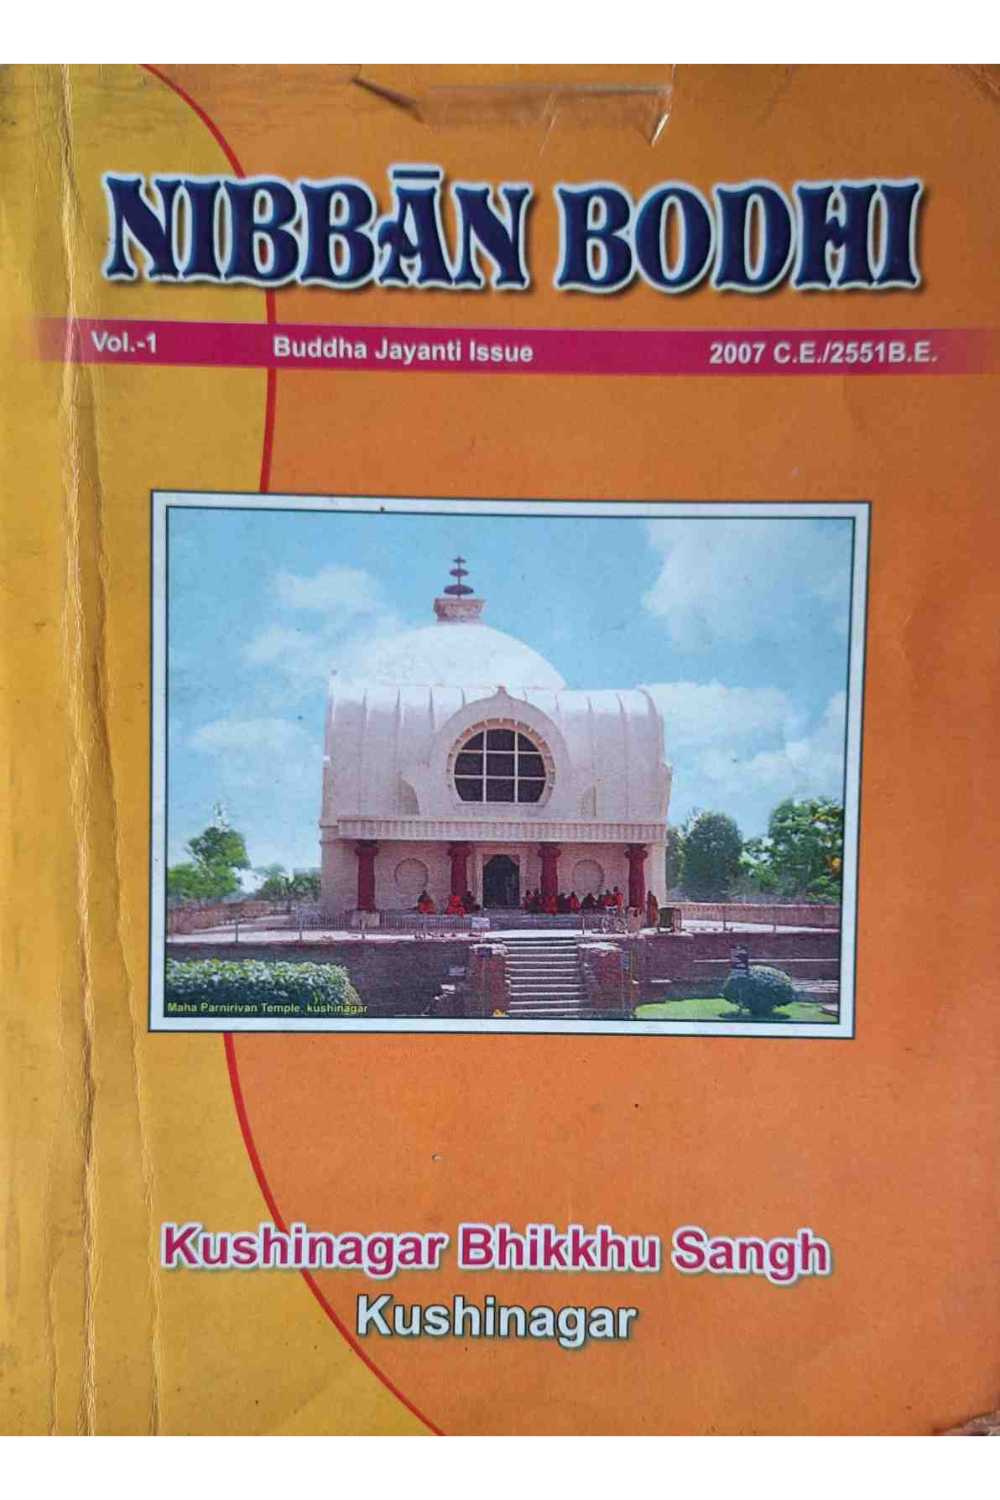 NIBBĀN BODHI
Vol.-1 Buddha Jayanti Issue 2007 C.E./2551B.E.
Maha Parnirivan Temple, kushinagar
Kushinagar Bhikkhu Sangh
Kushinagar